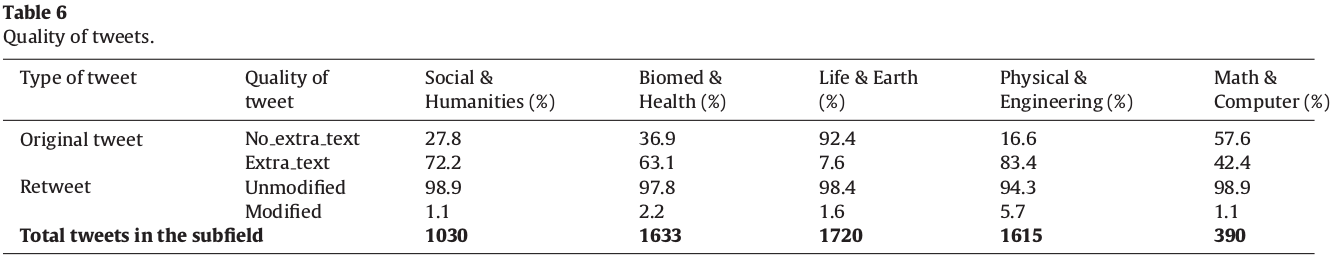 Table 6
Quality of tweets.
Type of tweet Quality of tweet Social & Humanities (%) Biomed & Health (%) Life & Earth (%) Physical & Engineering (%) Math & Computer (%)
Original tweet No_extra_text 27.8 36.9 92.4 16.6 57.6
Extra_text 72.2 63.1 7.6 83.4 42.4
Retweet Unmodified 98.9 97.8 98.4 94.3 98.9
Modified 1.1 2.2 1.6 5.7 1.1
Total tweets in the subfield 1030 1633 1720 1615 390